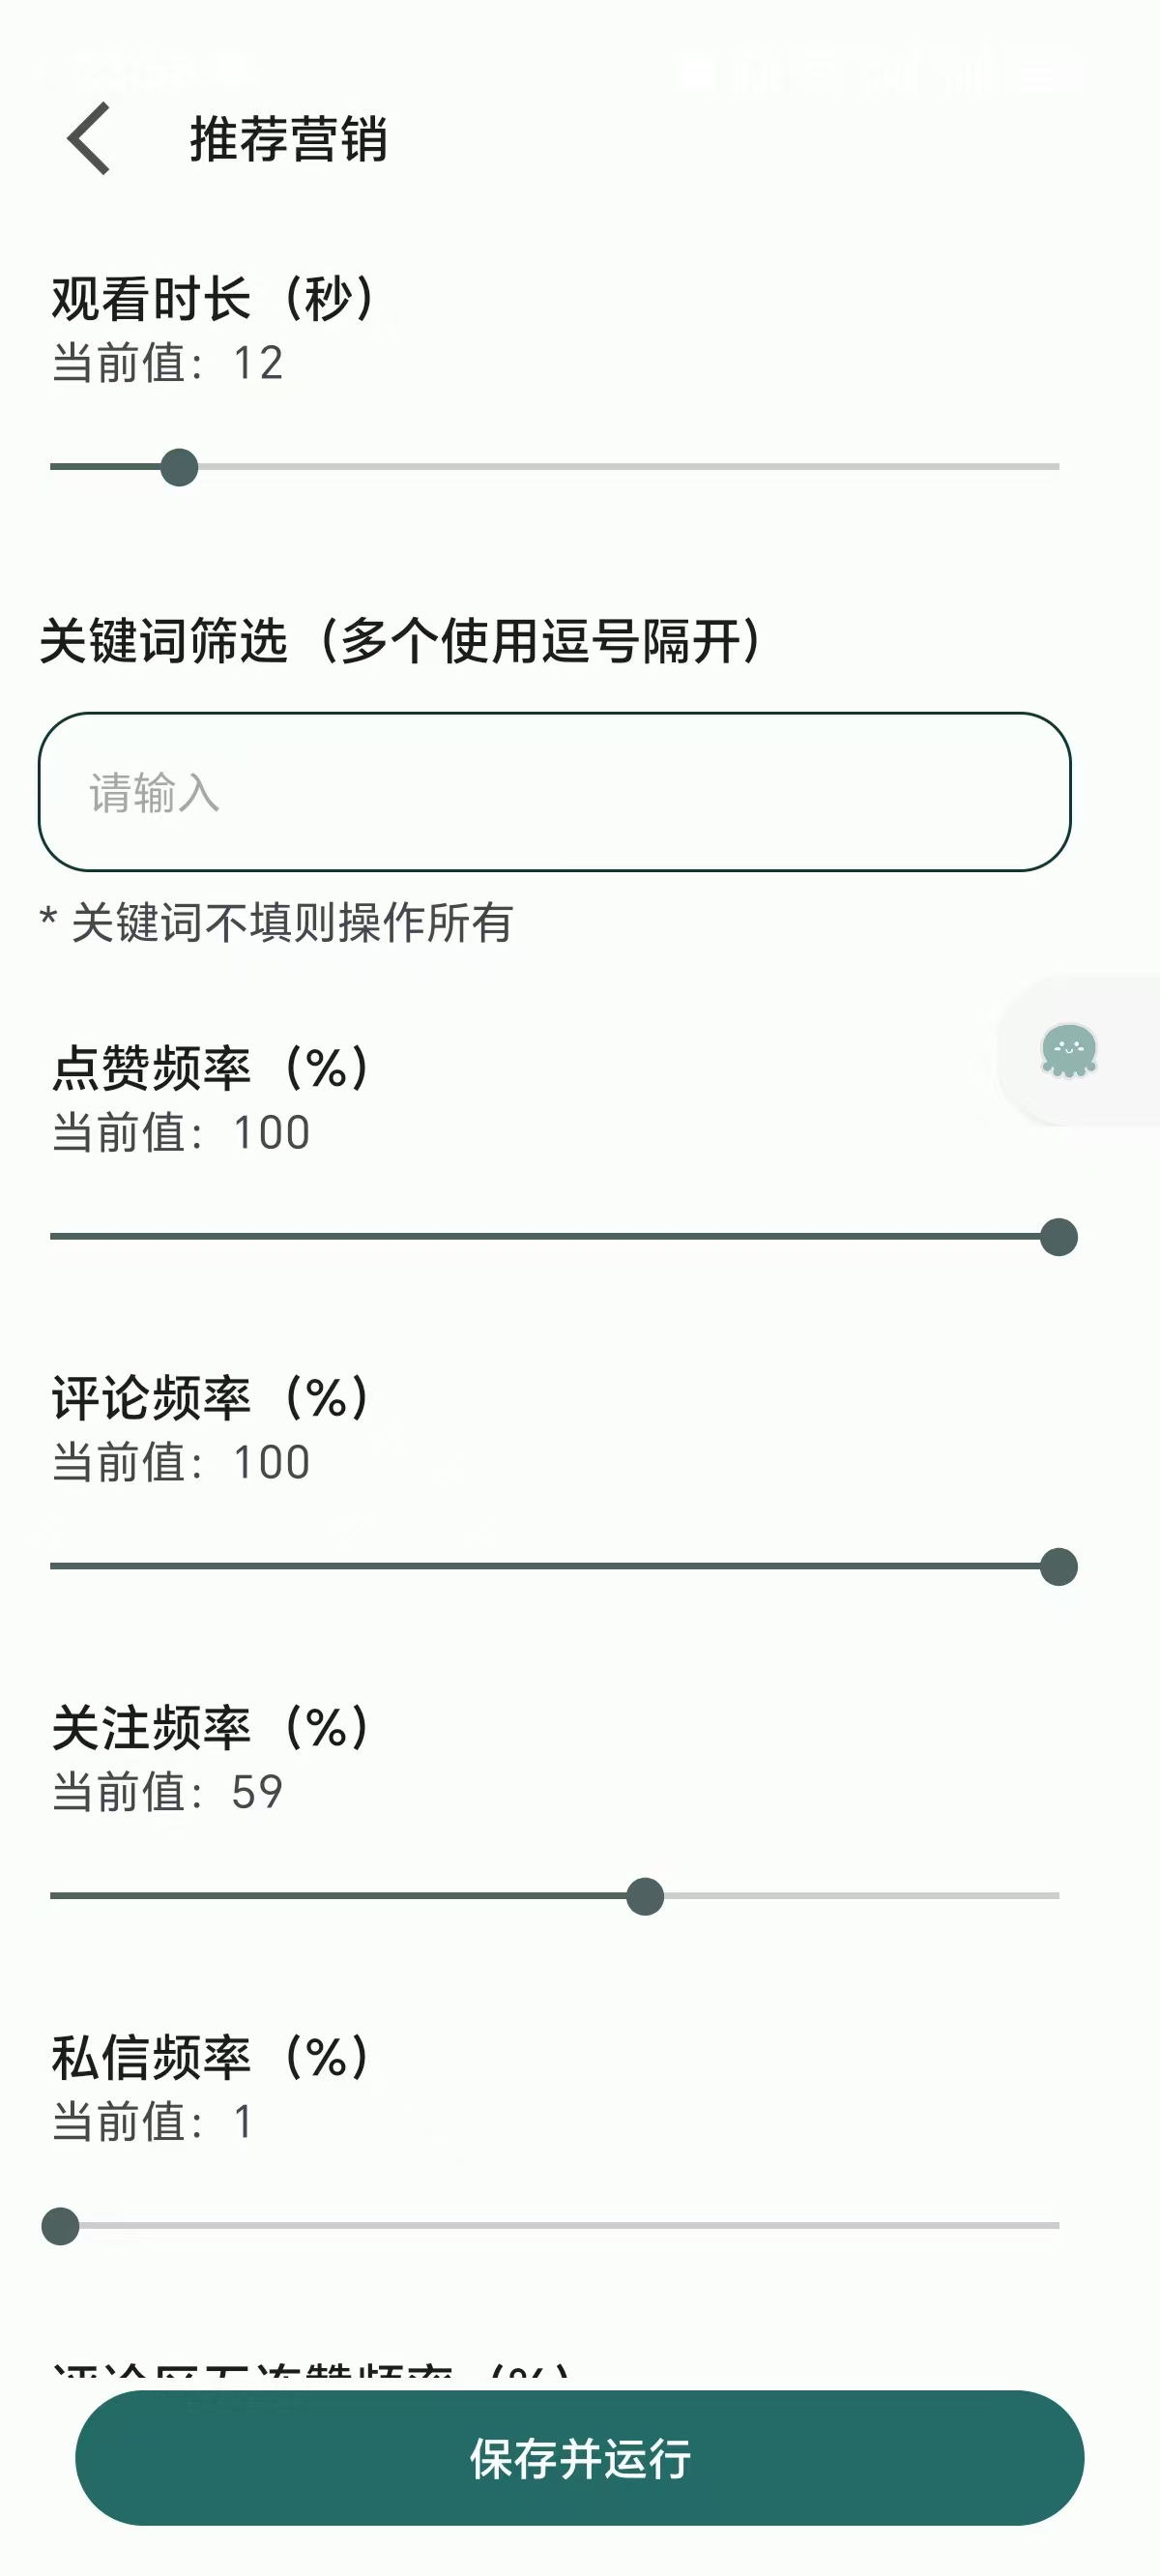 推荐营销
观看时长（秒）
当前值：12
关键词筛选（多个使用逗号隔开）
请输入
* 关键词不填则操作所有
点赞频率（%）
当前值：100
评论频率（%）
当前值：100
关注频率（%）
当前值：59
私信频率（%）
当前值：1
保存并运行